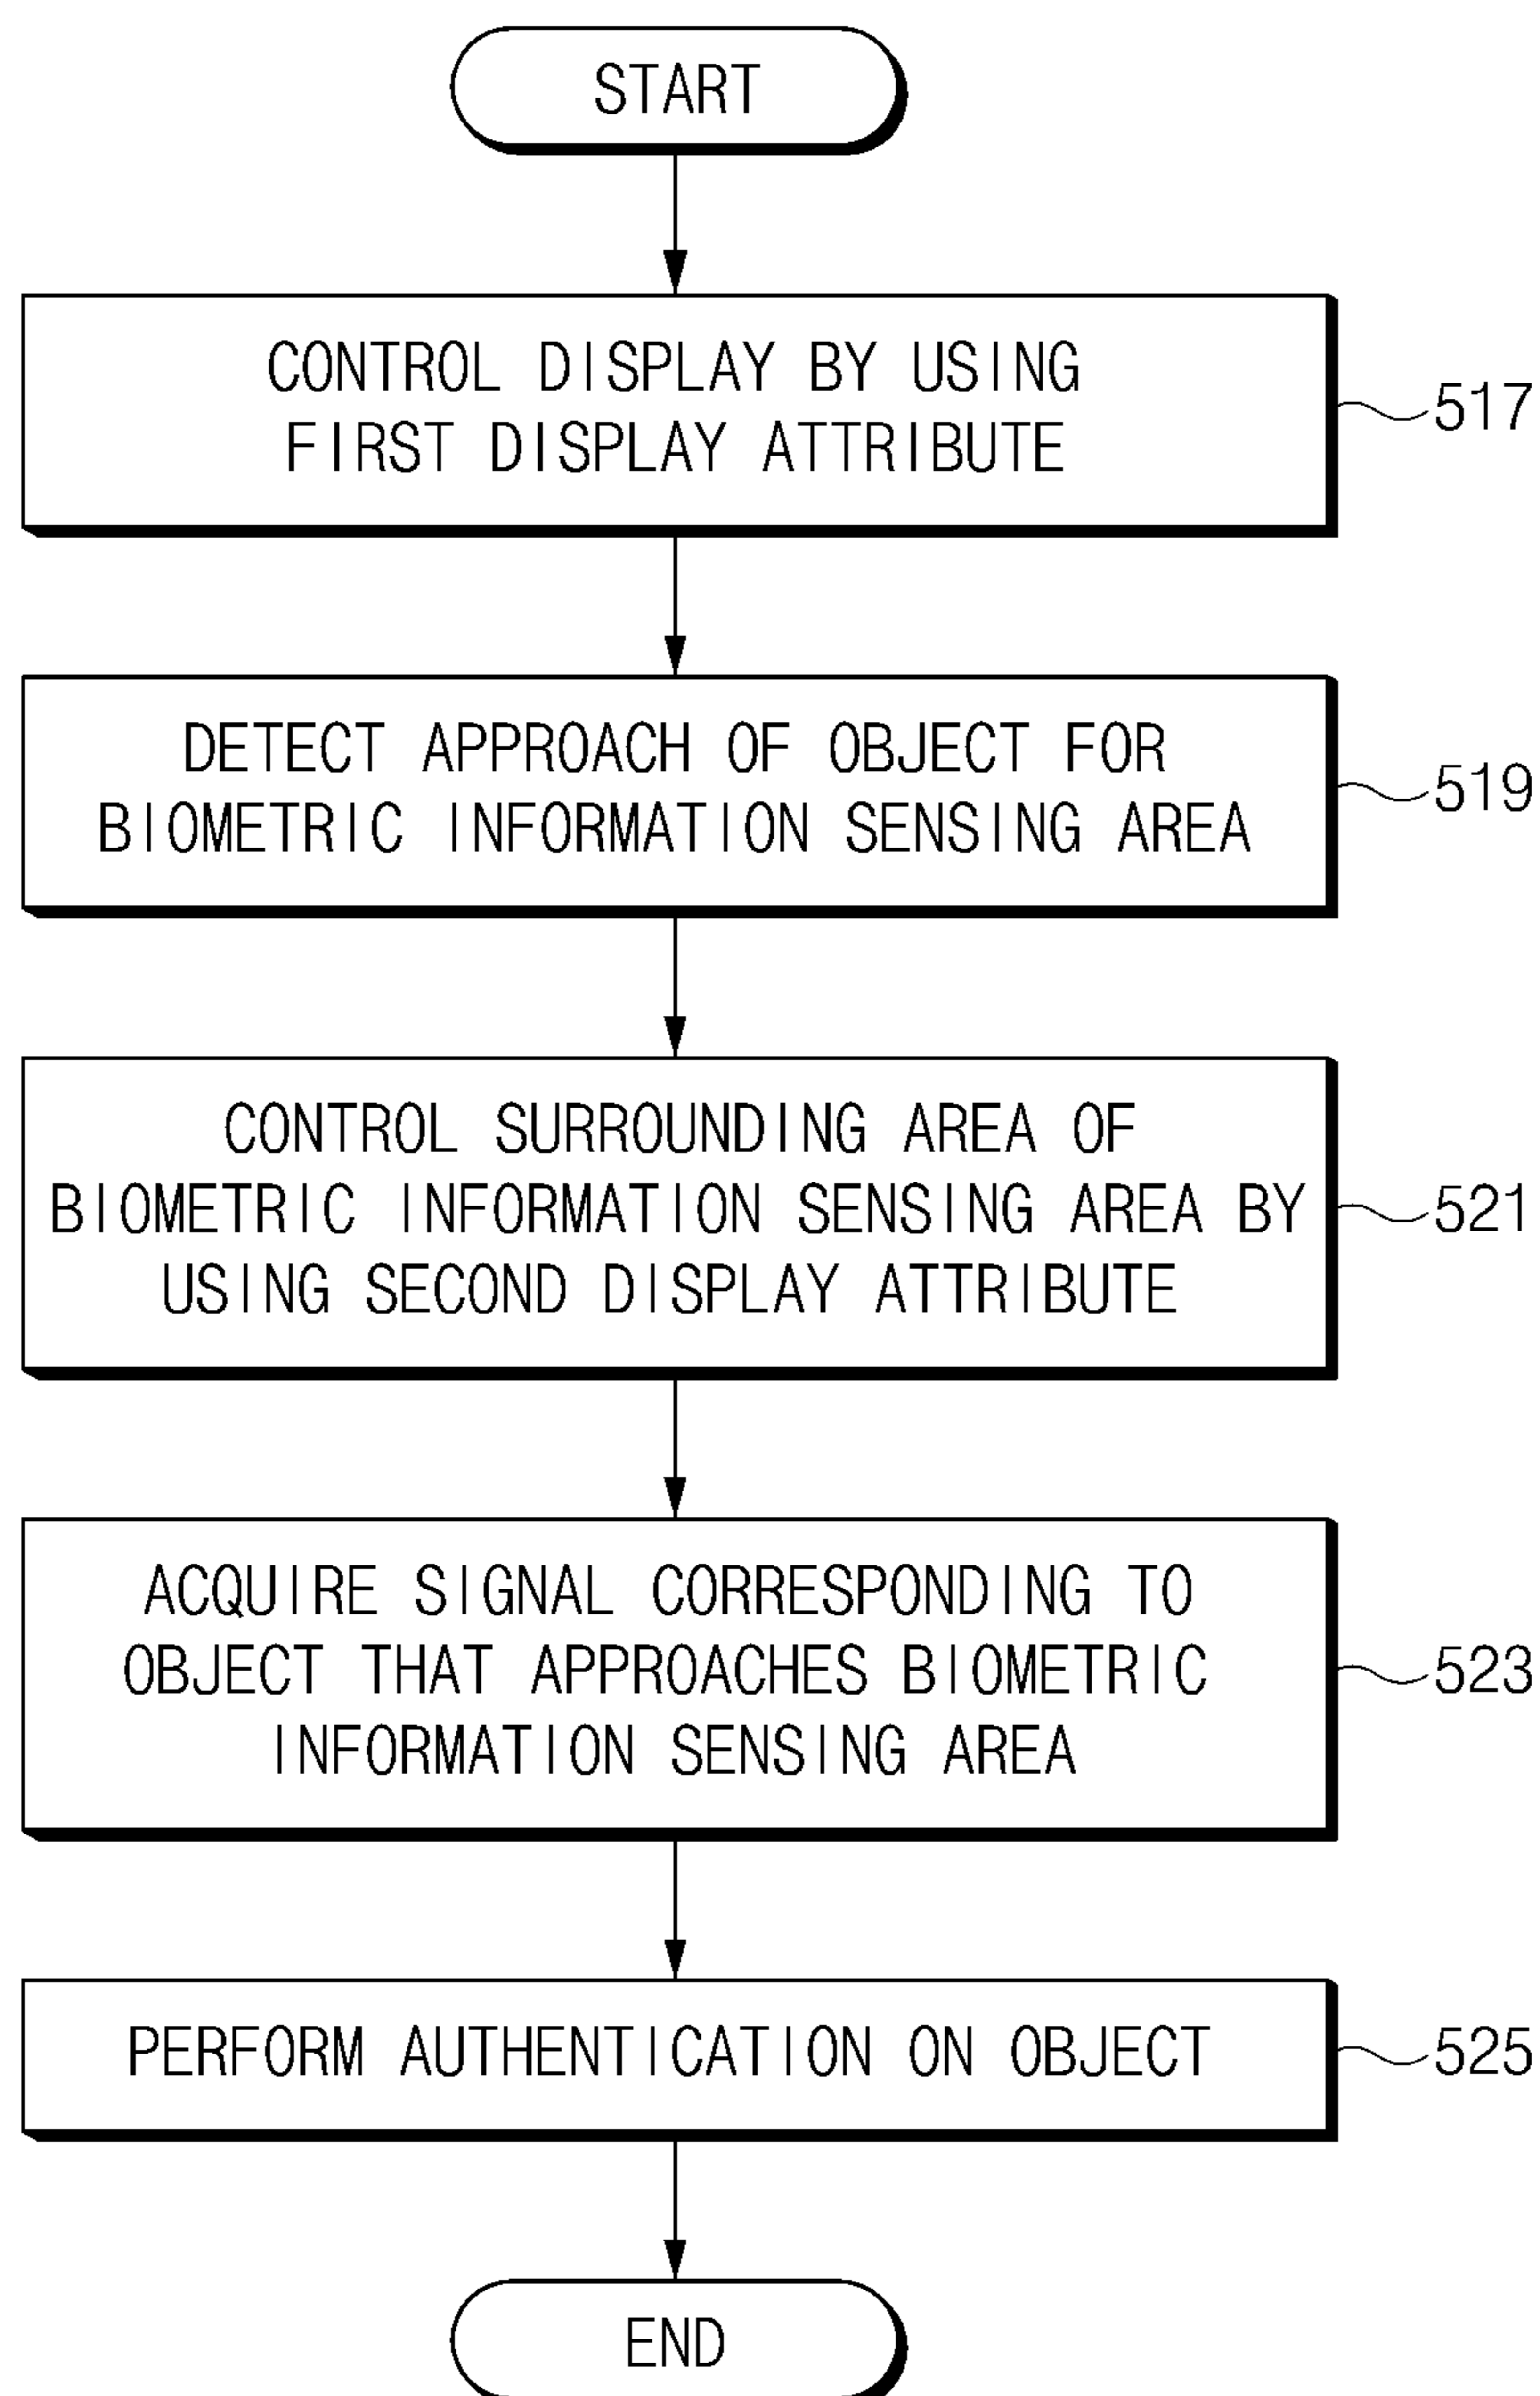 START
CONTROL DISPLAY BY USING
FIRST DISPLAY ATTRIBUTE
517
DETECT APPROACH OF OBJECT FOR
BIOMETRIC INFORMATION SENSING AREA
519
CONTROL SURROUNDING AREA OF
BIOMETRIC INFORMATION SENSING AREA BY
USING SECOND DISPLAY ATTRIBUTE
521
ACQUIRE SIGNAL CORRESPONDING TO
OBJECT THAT APPROACHES BIOMETRIC
INFORMATION SENSING AREA
523
PERFORM AUTHENTICATION ON OBJECT
525
END